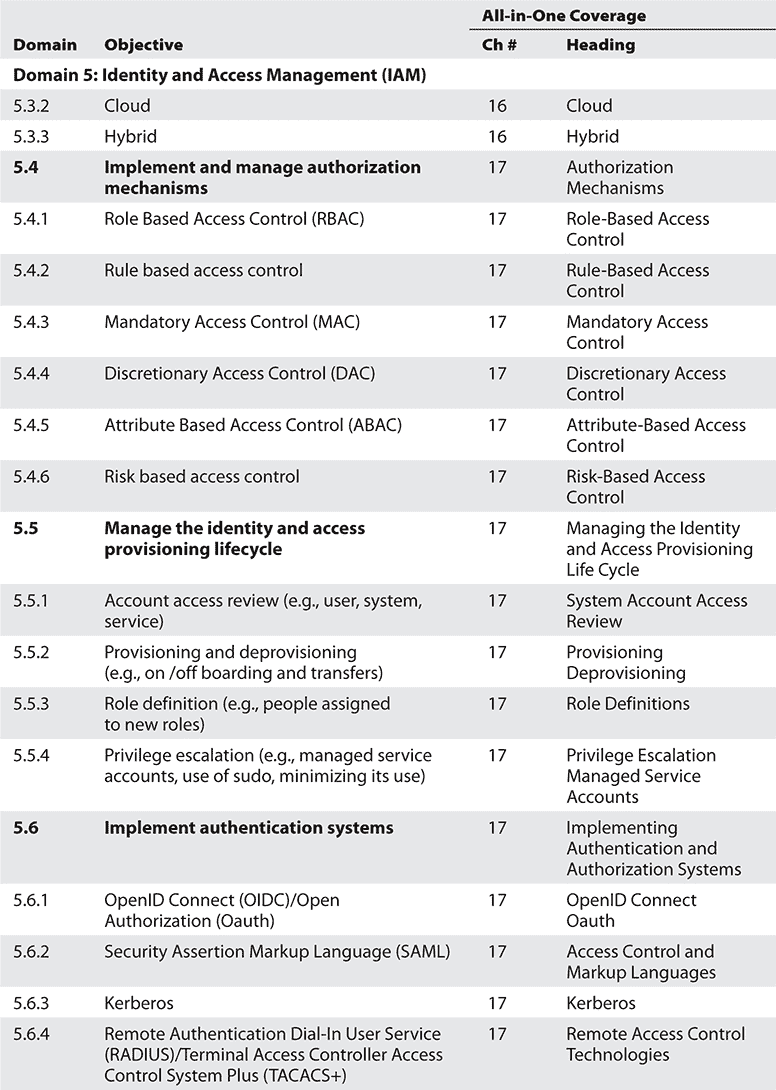 All-in-One Coverage
Domain Objective Ch # Heading
Domain 5: Identity and Access Management (IAM)
5.3.2 Cloud 16 Cloud
5.3.3 Hybrid 16 Hybrid
5.4 Implement and manage authorization 17 Authorization
mechanisms Mechanisms
5.4.1 Role Based Access Control (RBAC) 17 Role-Based Access
Control
5.4.2 Rule based access control 17 Rule-Based Access
Control
5.4.3 Mandatory Access Control (MAC) 17 Mandatory Access
Control
5.4.4 Discretionary Access Control (DAC) 17 Discretionary Access
Control
5.4.5 Attribute Based Access Control (ABAC) 17 Attribute-Based Access
Control
5.4.6 Risk based access control 17 Risk-Based Access
Control
5.5 Manage the identity and access 17 Managing the Identity
provisioning lifecycle and Access Provisioning
Life Cycle
5.5.1 Account access review (e.g., user, system, 17 System Account Access
service) Review
5.5.2 Provisioning and deprovisioning 17 Provisioning
(e.g., on /off boarding and transfers) Deprovisioning
5.5.3 Role definition (e.g., people assigned 17 Role Definitions
to new roles)
5.5.4 Privilege escalation (e.g., managed service 17 Privilege Escalation
accounts, use of sudo, minimizing its use) Managed Service
Accounts
5.6 Implement authentication systems 17 Implementing
Authentication and
Authorization Systems
5.6.1 OpenID Connect (OIDC)/Open 17 OpenID Connect
Authorization (Oauth) Oauth
5.6.2 Security Assertion Markup Language (SAML) 17 Access Control and
Markup Languages
5.6.3 Kerberos 17 Kerberos
5.6.4 Remote Authentication Dial-In User Service 17 Remote Access Control
(RADIUS)/Terminal Access Controller Access Technologies
Control System Plus (TACACS+)